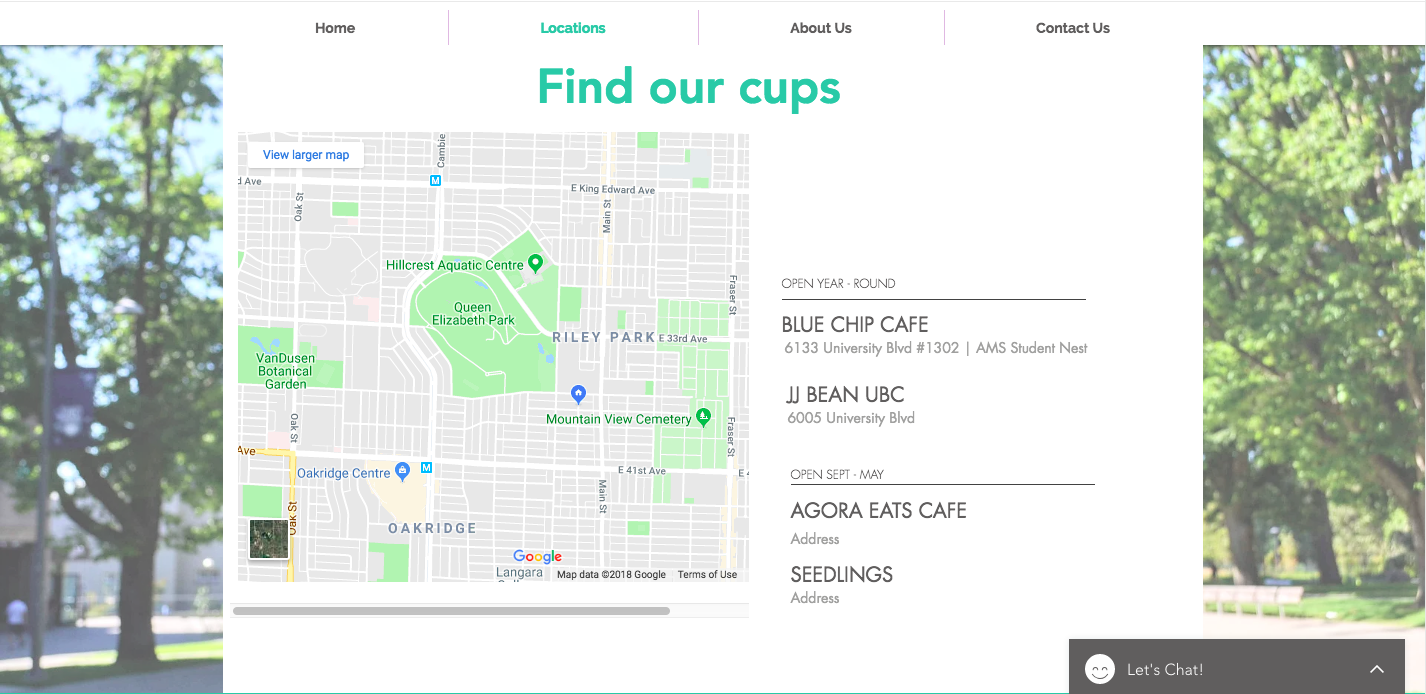 Home
Locations
About Us
Contact Us
Find our cups
View larger map
Cambie
d Ave
E King Edward Ave
Oak St
Main St
Hillcrest Aquatic Centre
Fraser St
Queen
Elizabeth Park
RILEY PARK
E 33rd Ave
VanDusen
Botanical
Garden
Mountain View Cemetery
Oak St
Fraser St
Ave
Oakridge Centre
E 41st Ave
E 4
Main St
Oak St
OAKRIDGE
Google
Langara
Map data ©2018 Google
Terms of Use
OPEN YEAR - ROUND
BLUE CHIP CAFE
6133 University Blvd #1302 | AMS Student Nest
JJ BEAN UBC
6005 University Blvd
OPEN SEPT - MAY
AGORA EATS CAFE
Address
SEEDLINGS
Address
Let's Chat!